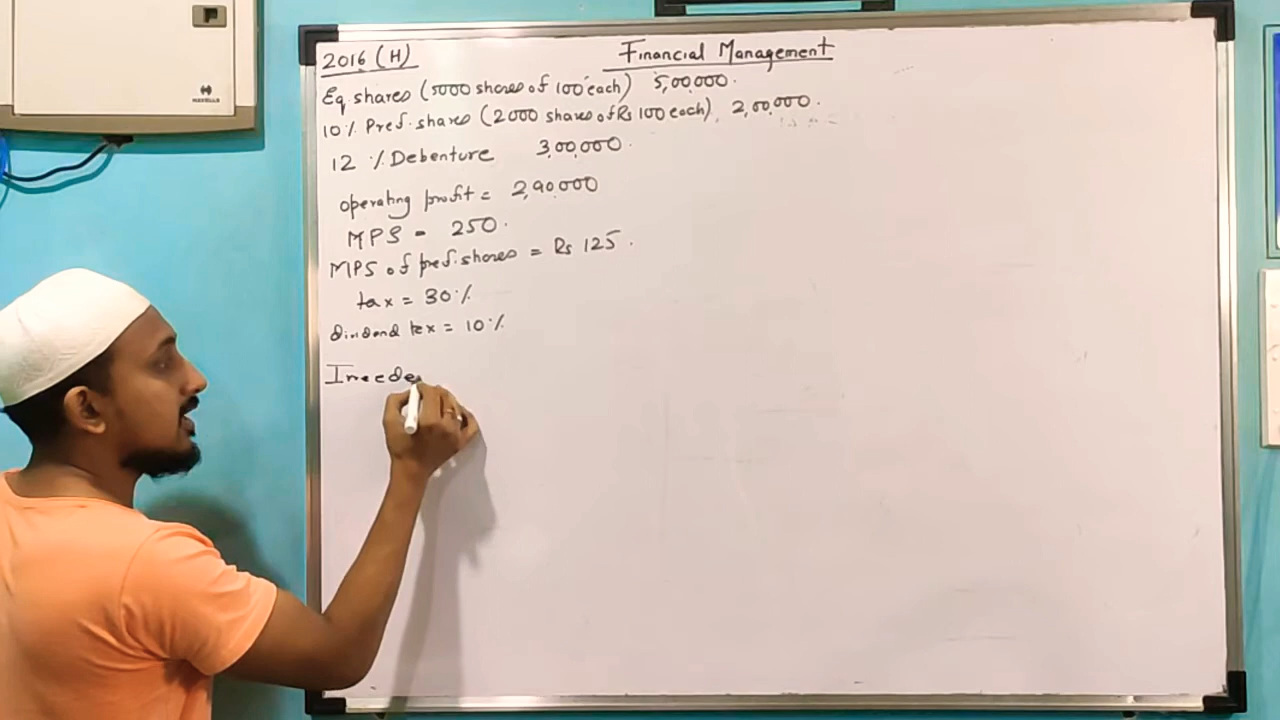 HAVELLS
2016 (H)
Financial Management
Eq. shares (5000 shares of 100 each) 5,00,000.
10% Pref. shares (2000 shares of Rs 100 each), 2,00,000.
12 % Debenture 3,00,000.
operating profit = 2,90,000
MPS = 250.
MPS of pref. shares = Rs 125.
tax = 30%
dividend tax = 10%